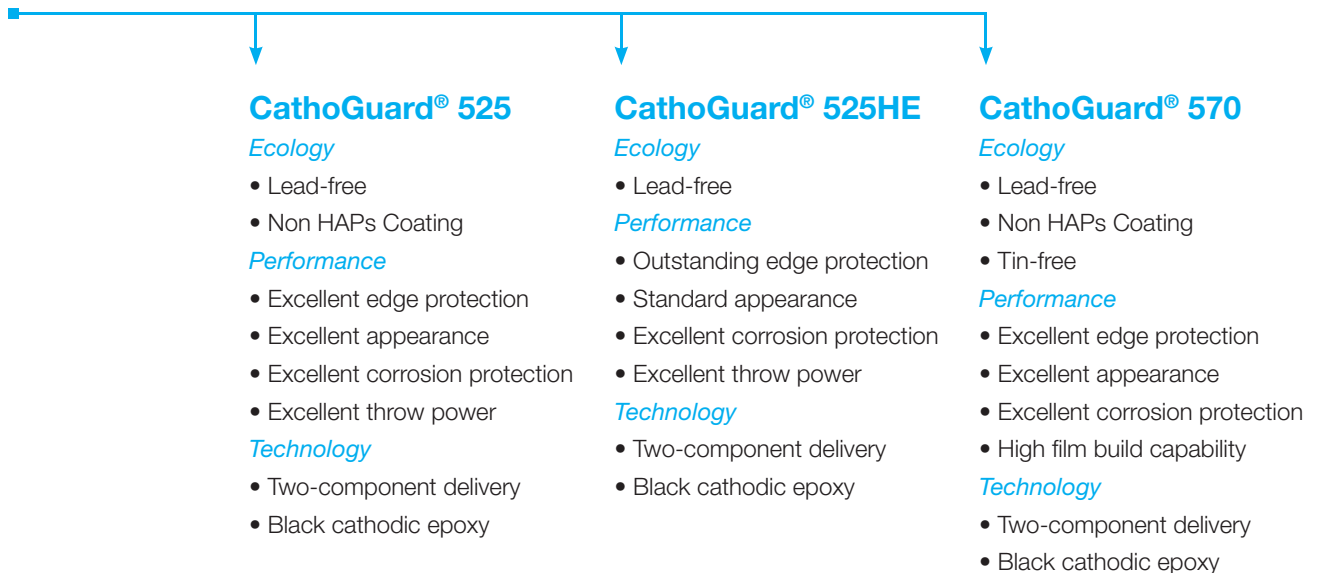 CathoGuard® 525
Ecology
• Lead-free
• Non HAPs Coating
Performance
• Excellent edge protection
• Excellent appearance
• Excellent corrosion protection
• Excellent throw power
Technology
• Two-component delivery
• Black cathodic epoxy
CathoGuard® 525HE
Ecology
• Lead-free
Performance
• Outstanding edge protection
• Standard appearance
• Excellent corrosion protection
• Excellent throw power
Technology
• Two-component delivery
• Black cathodic epoxy
CathoGuard® 570
Ecology
• Lead-free
• Non HAPs Coating
• Tin-free
Performance
• Excellent edge protection
• Excellent appearance
• Excellent corrosion protection
• High film build capability
Technology
• Two-component delivery
• Black cathodic epoxy